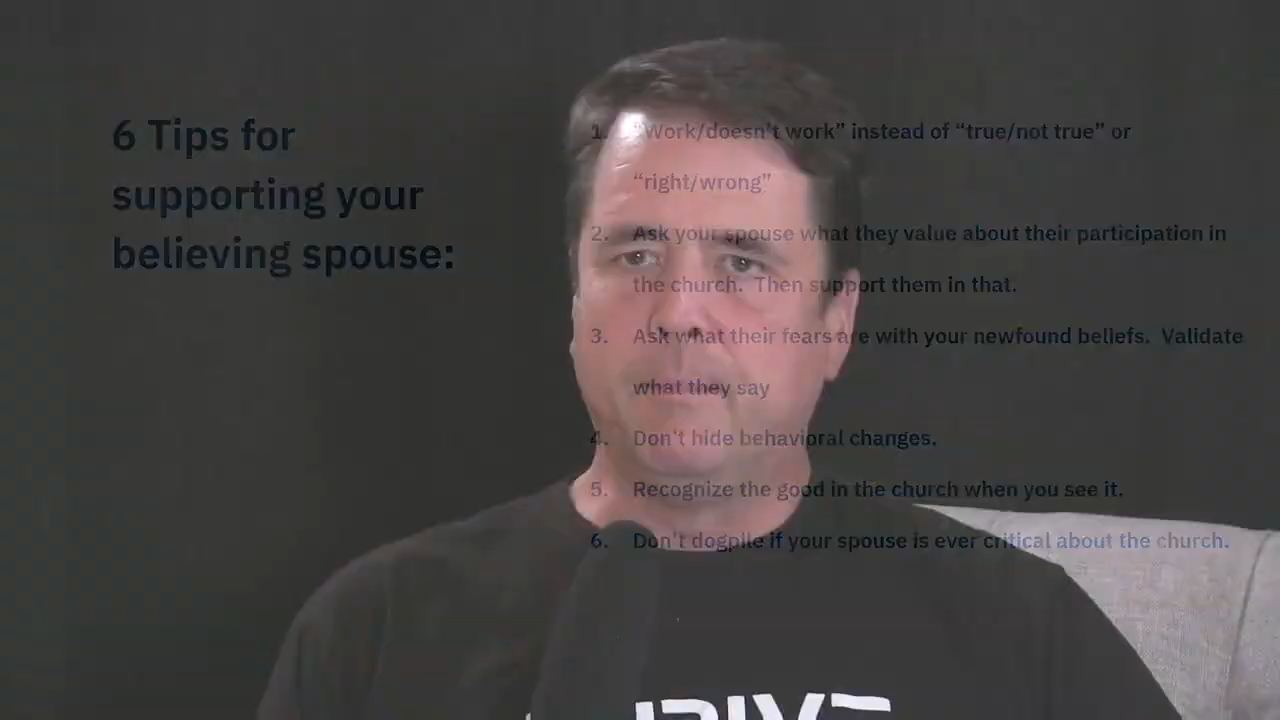 6 Tips for
supporting your
believing spouse:
1. “Work/doesn't work” instead of “true/not true” or
“right/wrong”
2. Ask your spouse what they value about their participation in
the church. Then support them in that.
3. Ask what their fears are with your newfound beliefs. Validate
what they say
4. Don't hide behavioral changes.
5. Recognize the good in the church when you see it.
6. Don't dogpile if your spouse is ever critical about the church.